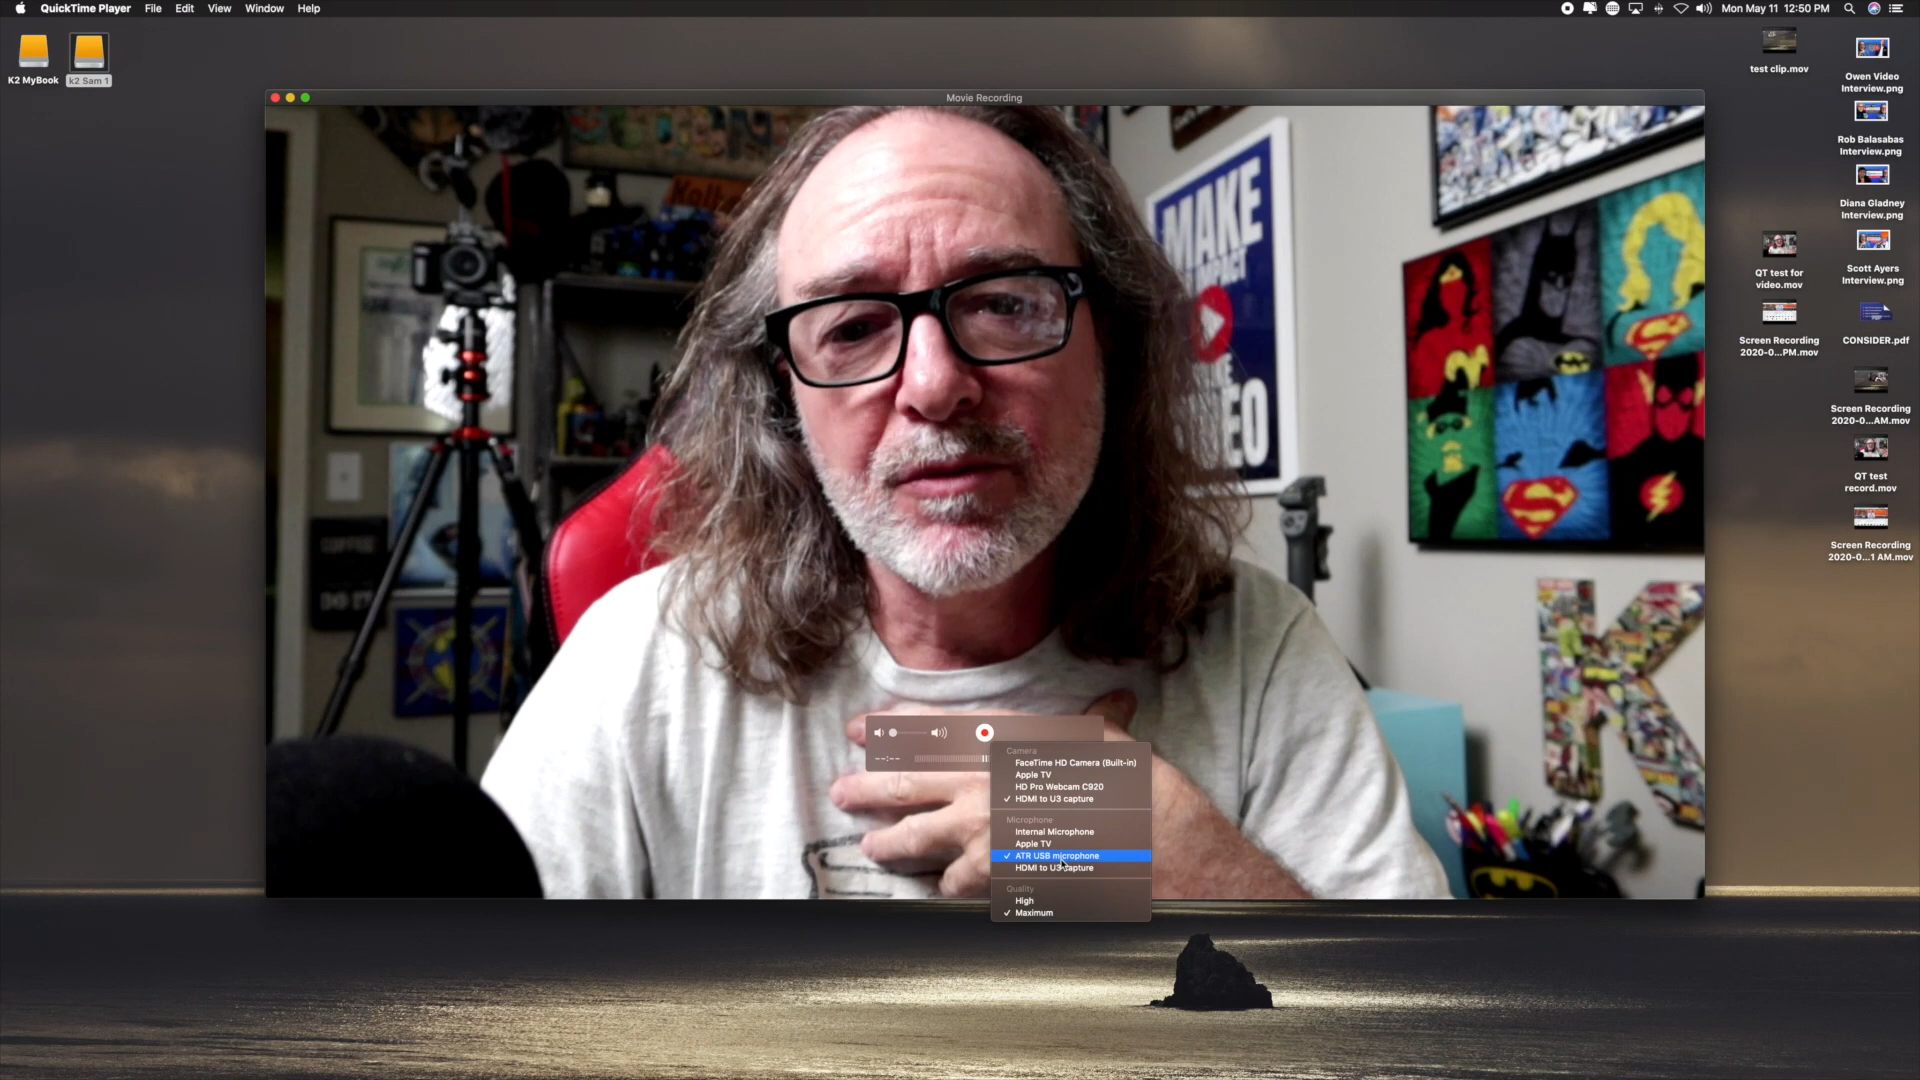 QuickTime Player File Edit View Window Help
Mon May 11 12:50 PM
K2 MyBook
k2 Sam 1
test clip.mov
Owen Video
Interview.png
Rob Balasabas
Interview.png
Diana Gladney
Interview.png
QT test for
video.mov
Scott Ayers
Interview.png
Screen Recording
2020-0...PM.mov
CONSIDER.pdf
Screen Recording
2020-0...AM.mov
QT test
record.mov
Screen Recording
2020-0...1 AM.mov
Movie Recording
MAKE
IMPACT
COFFEE
DO IT
K
--:--
Camera
FaceTime HD Camera (Built-in)
Apple TV
HD Pro Webcam C920
✓ HDMI to U3 capture
Microphone
Internal Microphone
Apple TV
✓ ATR USB microphone
HDMI to U3 capture
Quality
High
✓ Maximum